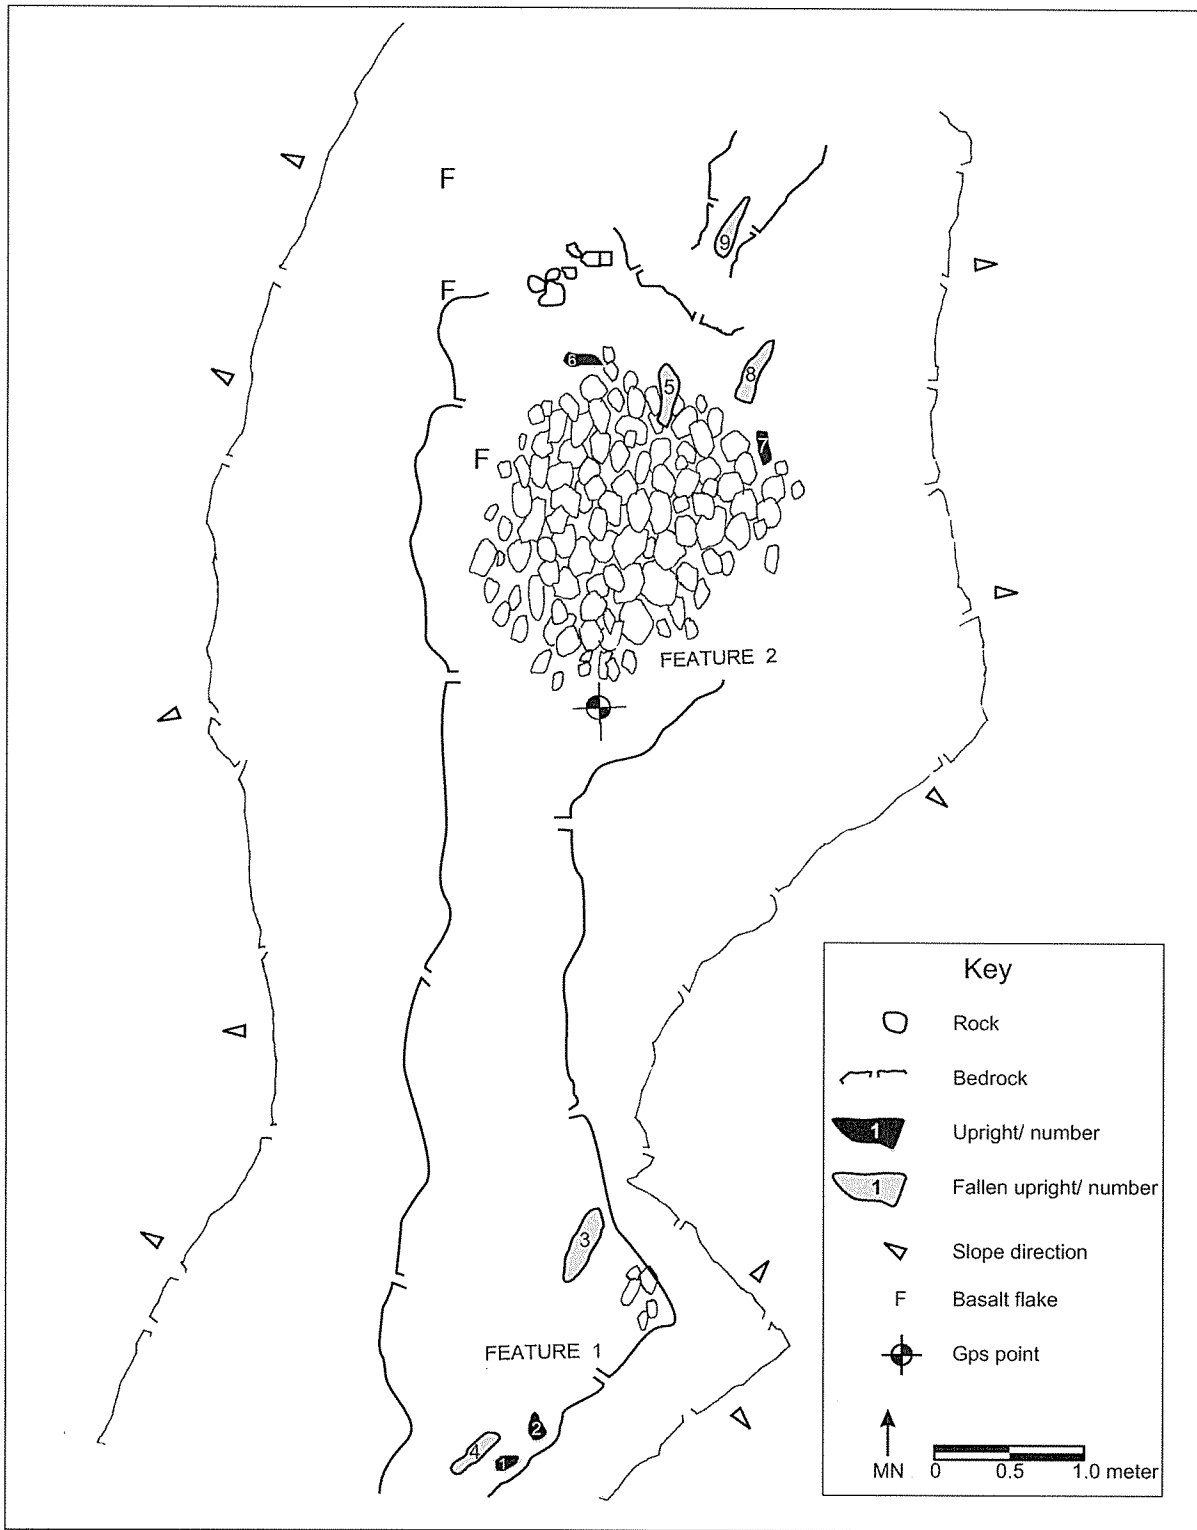 F
9
F
6
5
8
7
F
FEATURE 2
3
FEATURE 1
2
4
1
Key
Rock
Bedrock
1 Upright/ number
1 Fallen upright/ number
Slope direction
F Basalt flake
Gps point
MN 0 0.5 1.0 meter